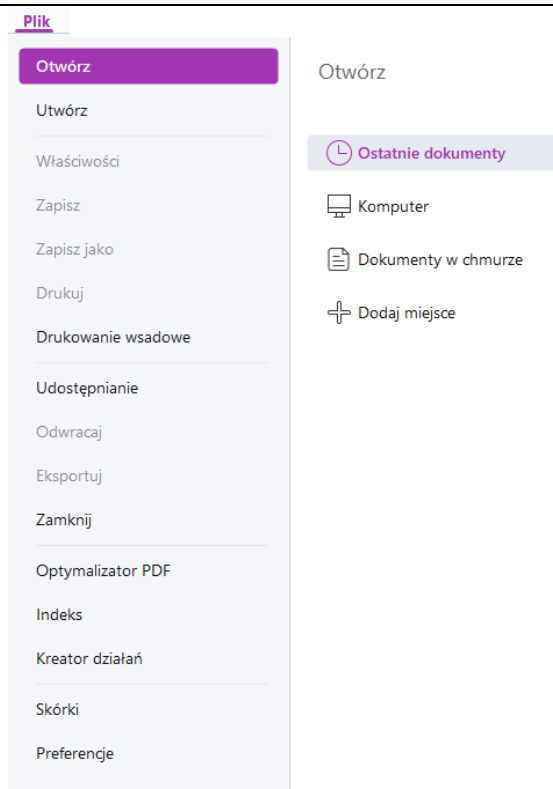 Plik
Otwórz
Utwórz
Właściwości
Zapisz
Zapisz jako
Drukuj
Drukowanie wsadowe
Udostępnianie
Odwracaj
Eksportuj
Zamknij
Optymalizator PDF
Indeks
Kreator działań
Skórki
Preferencje
Otwórz
Ostatnie dokumenty
Komputer
Dokumenty w chmurze
Dodaj miejsce